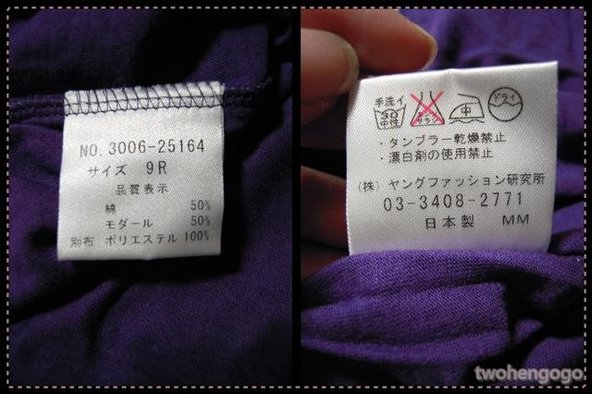 NO. 3006-25164
サイズ 9R
品質表示
綿 50%
モダール 50%
別布 ポリエステル 100%
手洗イ
30
中性
中
ドライ
・タンブラー乾燥禁止
・漂白剤の使用禁止
(株) ヤングファッション研究所
03-3408-2771
日本製 MM
twohengogo